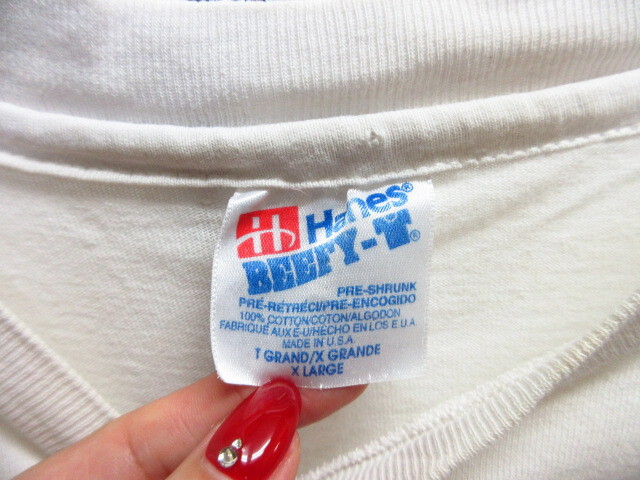 Hanes®
BEEFY-T®
PRE-SHRUNK
PRÉ-RÉTRÉCI/PRE-ENCOGIDO
100% COTTON/COTON/ALGODON
FABRIQUÉ AUX É-U/HECHO EN LOS E.U.A.
MADE IN U.S.A.
T GRAND/X GRANDE
X LARGE